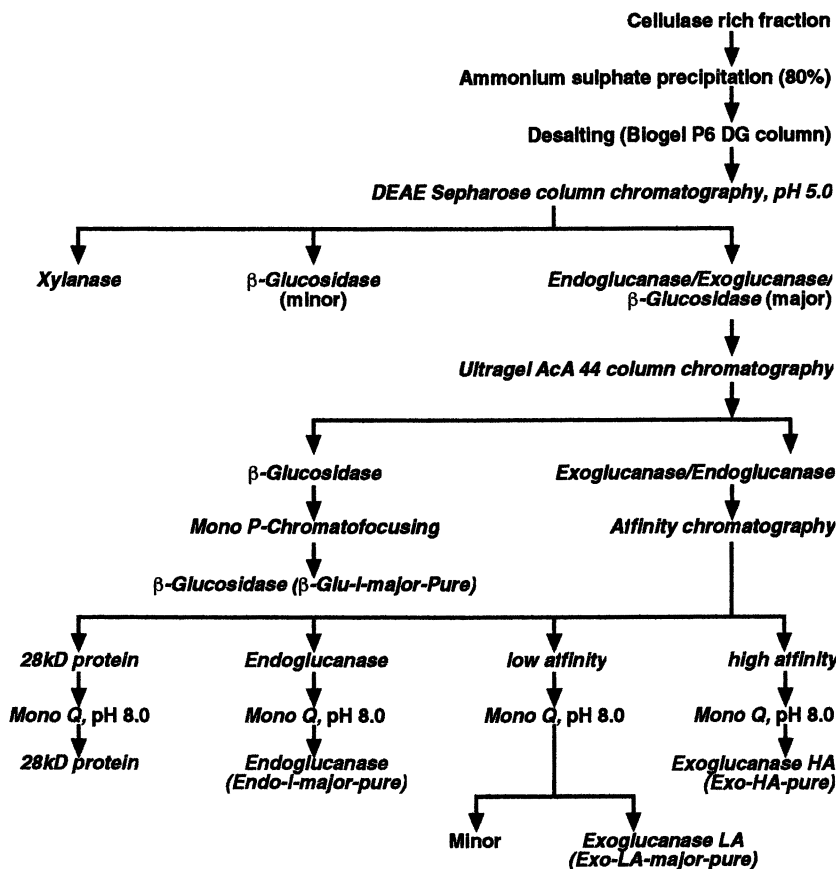 Cellulase rich fraction
Ammonium sulphate precipitation (80%)
Desalting (Biogel P6 DG column)
DEAE Sepharose column chromatography, pH 5.0
Xylanase
β-Glucosidase
(minor)
Endoglucanase/Exoglucanase/
β-Glucosidase (major)
Ultragel AcA 44 column chromatography
β-Glucosidase
Exoglucanase/Endoglucanase
Mono P-Chromatofocusing
Affinity chromatography
β-Glucosidase (β-Glu-I-major-Pure)
28kD protein
Endoglucanase
low affinity
high affinity
Mono Q, pH 8.0
Mono Q, pH 8.0
Mono Q, pH 8.0
Mono Q, pH 8.0
28kD protein
Endoglucanase
(Endo-I-major-pure)
Exoglucanase HA
(Exo-HA-pure)
Minor
Exoglucanase LA
(Exo-LA-major-pure)